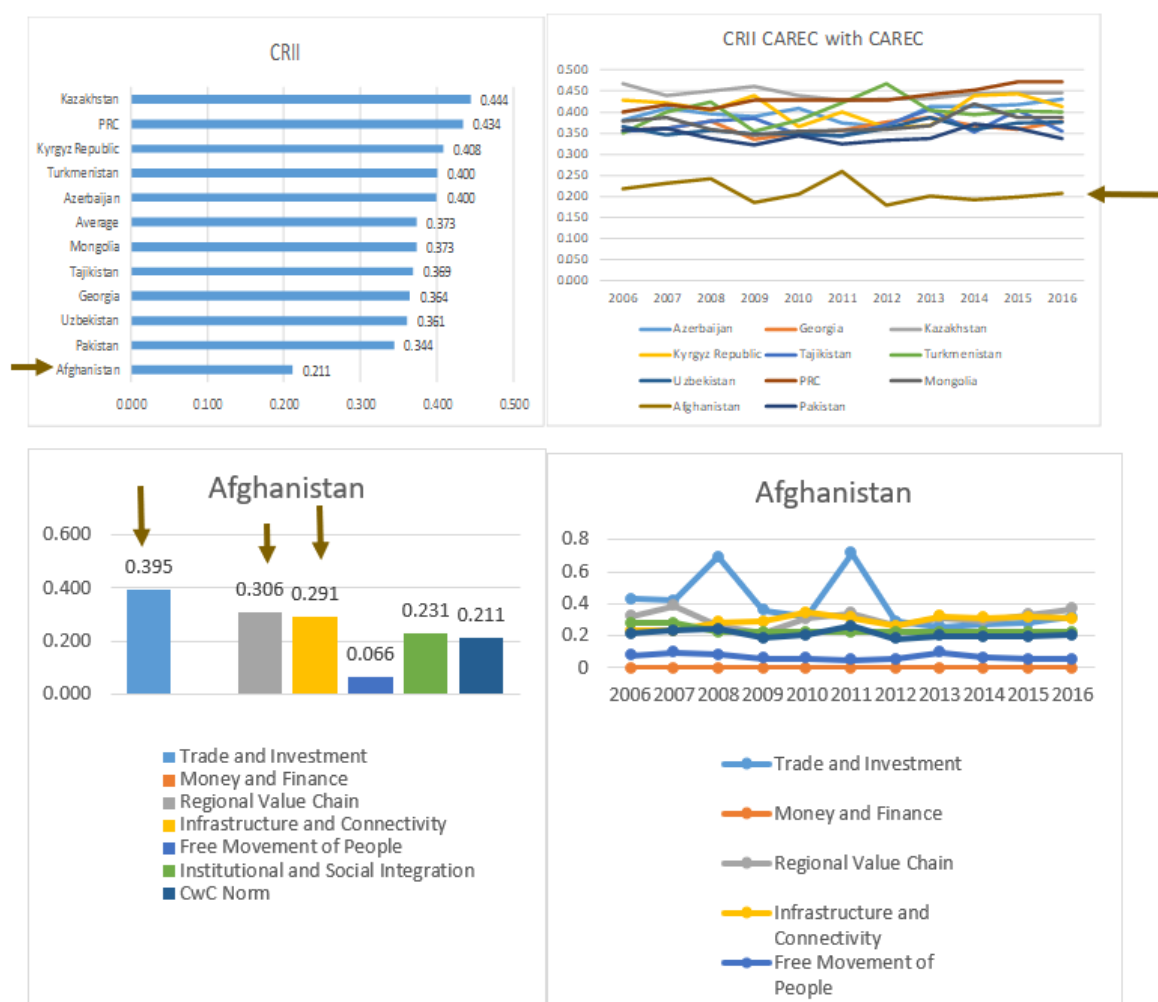 CRII
Kazakhstan 0.444
PRC 0.434
Kyrgyz Republic 0.408
Turkmenistan 0.400
Azerbaijan 0.400
Average 0.373
Mongolia 0.373
Tajikistan 0.369
Georgia 0.364
Uzbekistan 0.361
Pakistan 0.344
Afghanistan 0.211
0.000 0.100 0.200 0.300 0.400 0.500
CRII CAREC with CAREC
0.500
0.450
0.400
0.350
0.300
0.250
0.200
0.150
0.100
0.050
0.000
2006 2007 2008 2009 2010 2011 2012 2013 2014 2015 2016
Azerbaijan Georgia Kazakhstan
Kyrgyz Republic Tajikistan Turkmenistan
Uzbekistan PRC Mongolia
Afghanistan Pakistan
Afghanistan
0.600
0.400
0.200
0.000
0.395 0.306 0.291 0.066 0.231 0.211
Trade and Investment
Money and Finance
Regional Value Chain
Infrastructure and Connectivity
Free Movement of People
Institutional and Social Integration
CwC Norm
Afghanistan
0.8
0.6
0.4
0.2
0
2006 2007 2008 2009 2010 2011 2012 2013 2014 2015 2016
Trade and Investment
Money and Finance
Regional Value Chain
Infrastructure and
Connectivity
Free Movement of
People